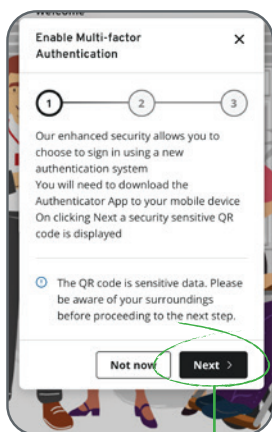 Welcome
Enable Multi-factor
Authentication
1 2 3
Our enhanced security allows you to
choose to sign in using a new
authentication system
You will need to download the
Authenticator App to your mobile device
On clicking Next a security sensitive QR
code is displayed
The QR code is sensitive data. Please
be aware of your surroundings
before proceeding to the next step.
Not now Next